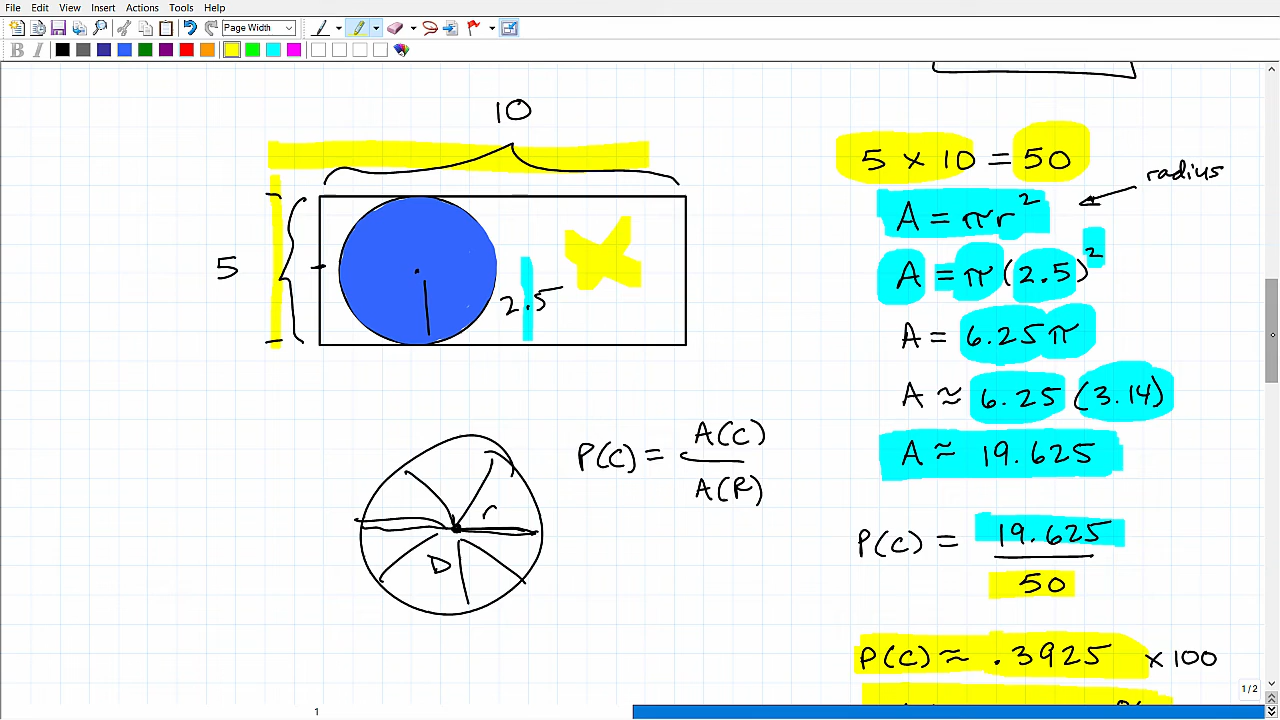 File Edit View Insert Actions Tools Help
Page Width
B I
10
5
2.5
r
D
P(C) = A(C)
A(R)
5 x 10 = 50
radius
A = πr²
A = π(2.5)²
A = 6.25π
A ≈ 6.25 (3.14)
A ≈ 19.625
P(C) = 19.625
50
P(C) ≈ .3925 x 100
1/2
1